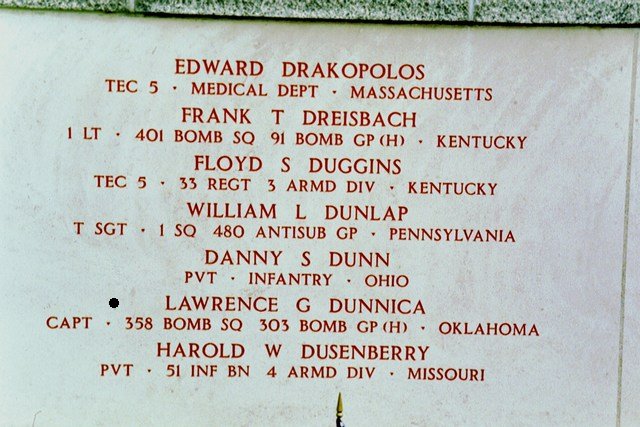 EDWARD DRAKOPOLOS
TEC 5 · MEDICAL DEPT · MASSACHUSETTS
FRANK T DREISBACH
1 LT · 401 BOMB SQ 91 BOMB GP (H) · KENTUCKY
FLOYD S DUGGINS
TEC 5 · 33 REGT 3 ARMD DIV · KENTUCKY
WILLIAM L DUNLAP
T SGT · 1 SQ 480 ANTISUB GP · PENNSYLVANIA
DANNY S DUNN
PVT · INFANTRY · OHIO
LAWRENCE G DUNNICA
CAPT · 358 BOMB SQ 303 BOMB GP (H) · OKLAHOMA
HAROLD W DUSENBERRY
PVT · 51 INF BN 4 ARMD DIV · MISSOURI